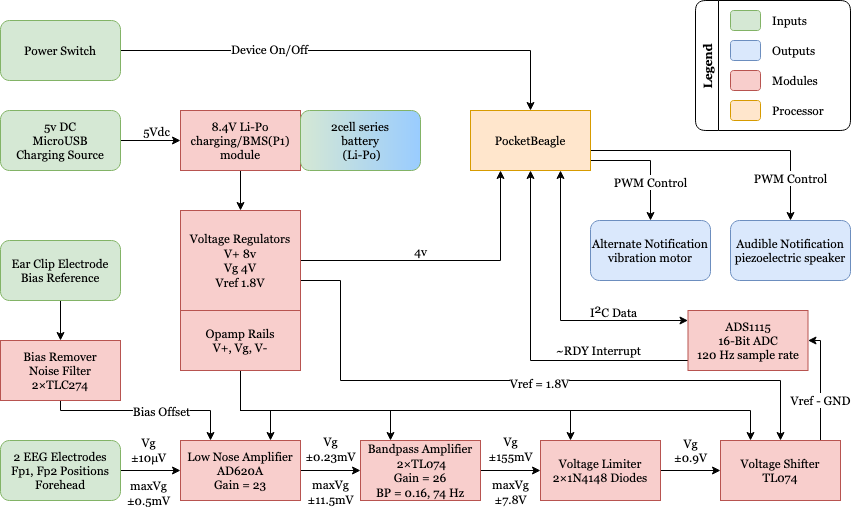 Power Switch
Device On/Off
Legend
Inputs
Outputs
Modules
Processor
5v DC
MicroUSB
Charging Source
5Vdc
8.4V Li-Po
charging/BMS(P1)
module
2cell series
battery
(Li-Po)
PocketBeagle
PWM Control
PWM Control
Alternate Notification
vibration motor
Audible Notification
piezoelectric speaker
Voltage Regulators
V+ 8v
Vg 4V
Vref 1.8V
4v
Ear Clip Electrode
Bias Reference
Opamp Rails
V+, Vg, V-
I²C Data
~RDY Interrupt
ADS1115
16-Bit ADC
120 Hz sample rate
Bias Remover
Noise Filter
2×TLC274
Vref = 1.8V
Vref - GND
Bias Offset
2 EEG Electrodes
Fp1, Fp2 Positions
Forehead
Vg
±10µV
maxVg
±0.5mV
Low Nose Amplifier
AD620A
Gain = 23
Vg
±0.23mV
maxVg
±11.5mV
Bandpass Amplifier
2×TL074
Gain = 26
BP = 0.16, 74 Hz
Vg
±155mV
maxVg
±7.8V
Voltage Limiter
2×1N4148 Diodes
Vg
±0.9V
Voltage Shifter
TL074